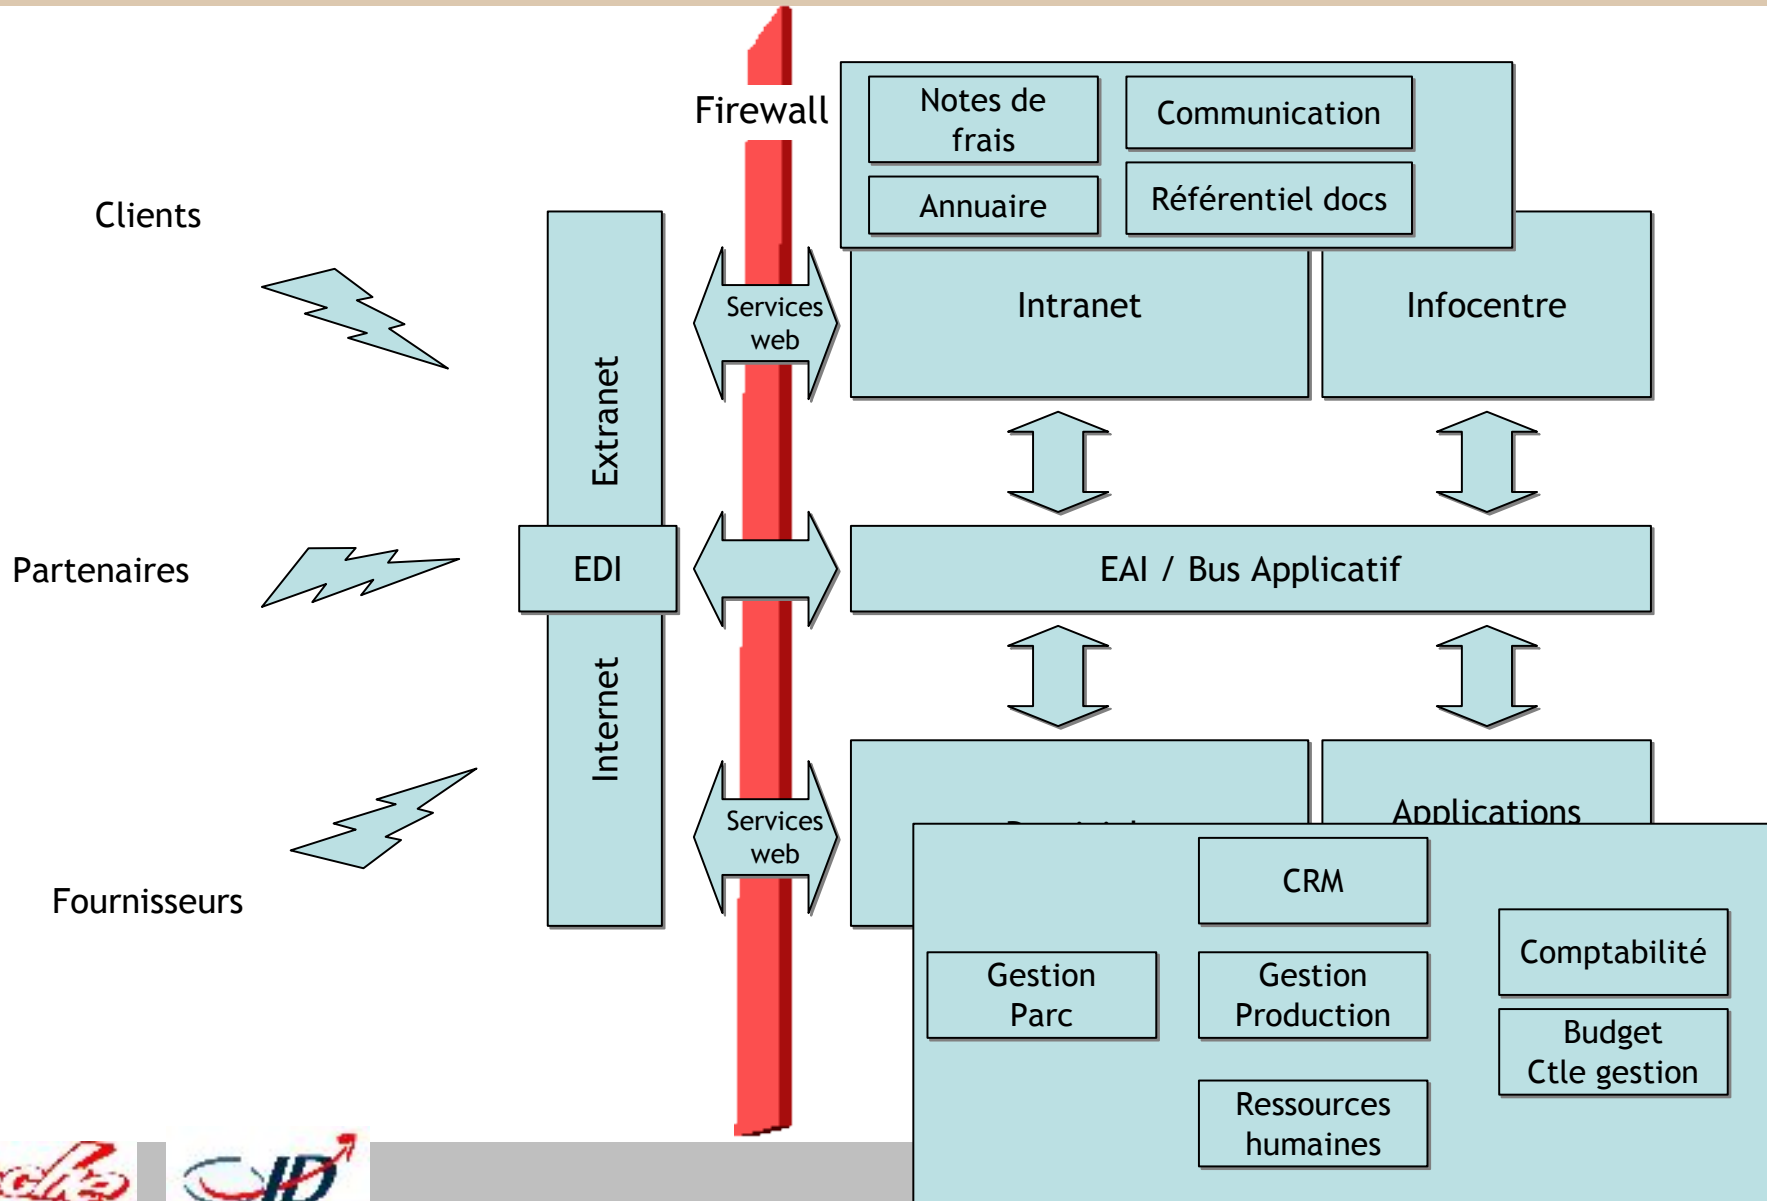 Firewall
Notes de
frais
Communication
Annuaire
Référentiel docs
Clients
Services
web
Intranet
Infocentre
Extranet
Partenaires
EDI
EAI / Bus Applicatif
Internet
Services
web
Applications
Fournisseurs
CRM
Comptabilité
Gestion
Parc
Gestion
Production
Budget
Ctle gestion
Ressources
humaines